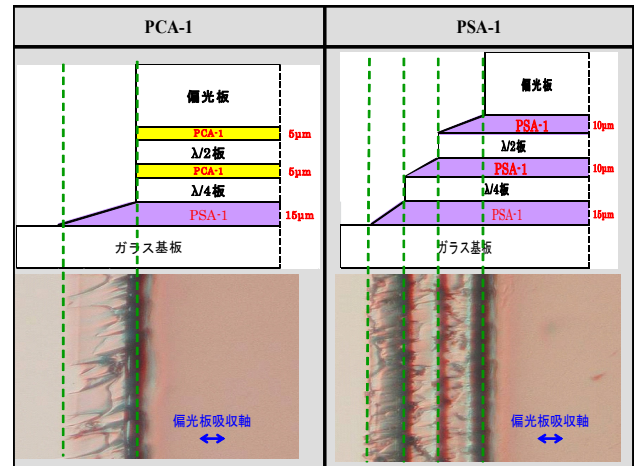 PCA-1
PSA-1
偏光板
PCA-1 5μm
λ/2板
PCA-1 5μm
λ/4板
PSA-1 15μm
ガラス基板
偏光板吸収軸
偏光板
PSA-1 10μm
λ/2板
PSA-1 10μm
λ/4板
PSA-1 15μm
ガラス基板
偏光板吸収軸